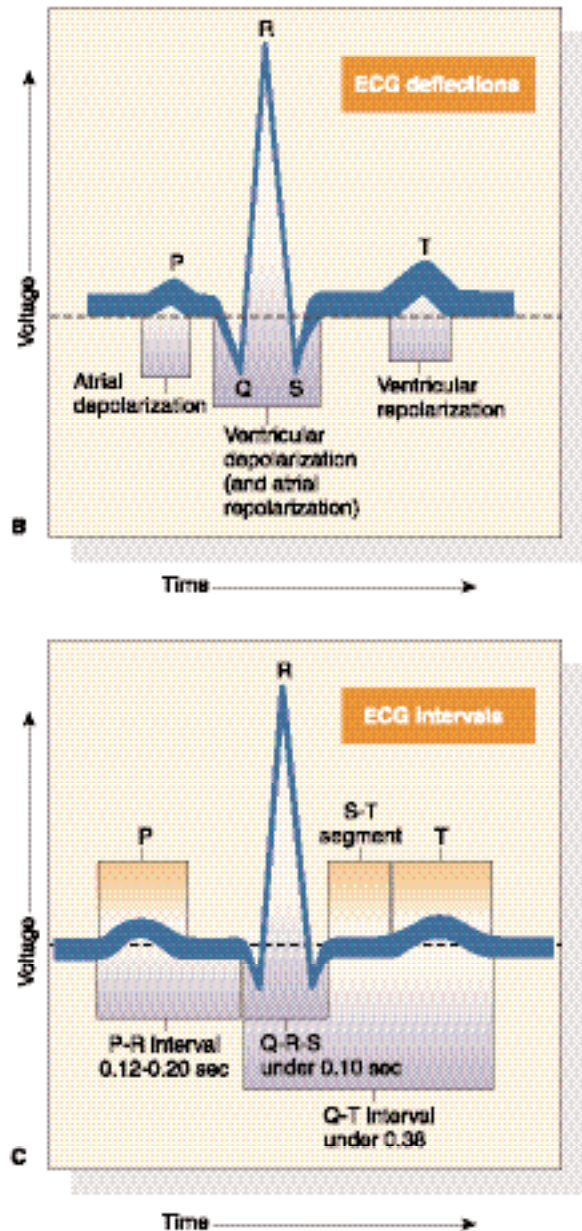 R
ECG deflections
P
T
Voltage
Q
S
Atrial
depolarization
Ventricular
depolarization
(and atrial
repolarization)
Ventricular
repolarization
B
Time
R
ECG intervals
S-T
segment
P
T
Voltage
P-R Interval
0.12-0.20 sec
Q-R-S
under 0.10 sec
Q-T Interval
under 0.38
C
Time